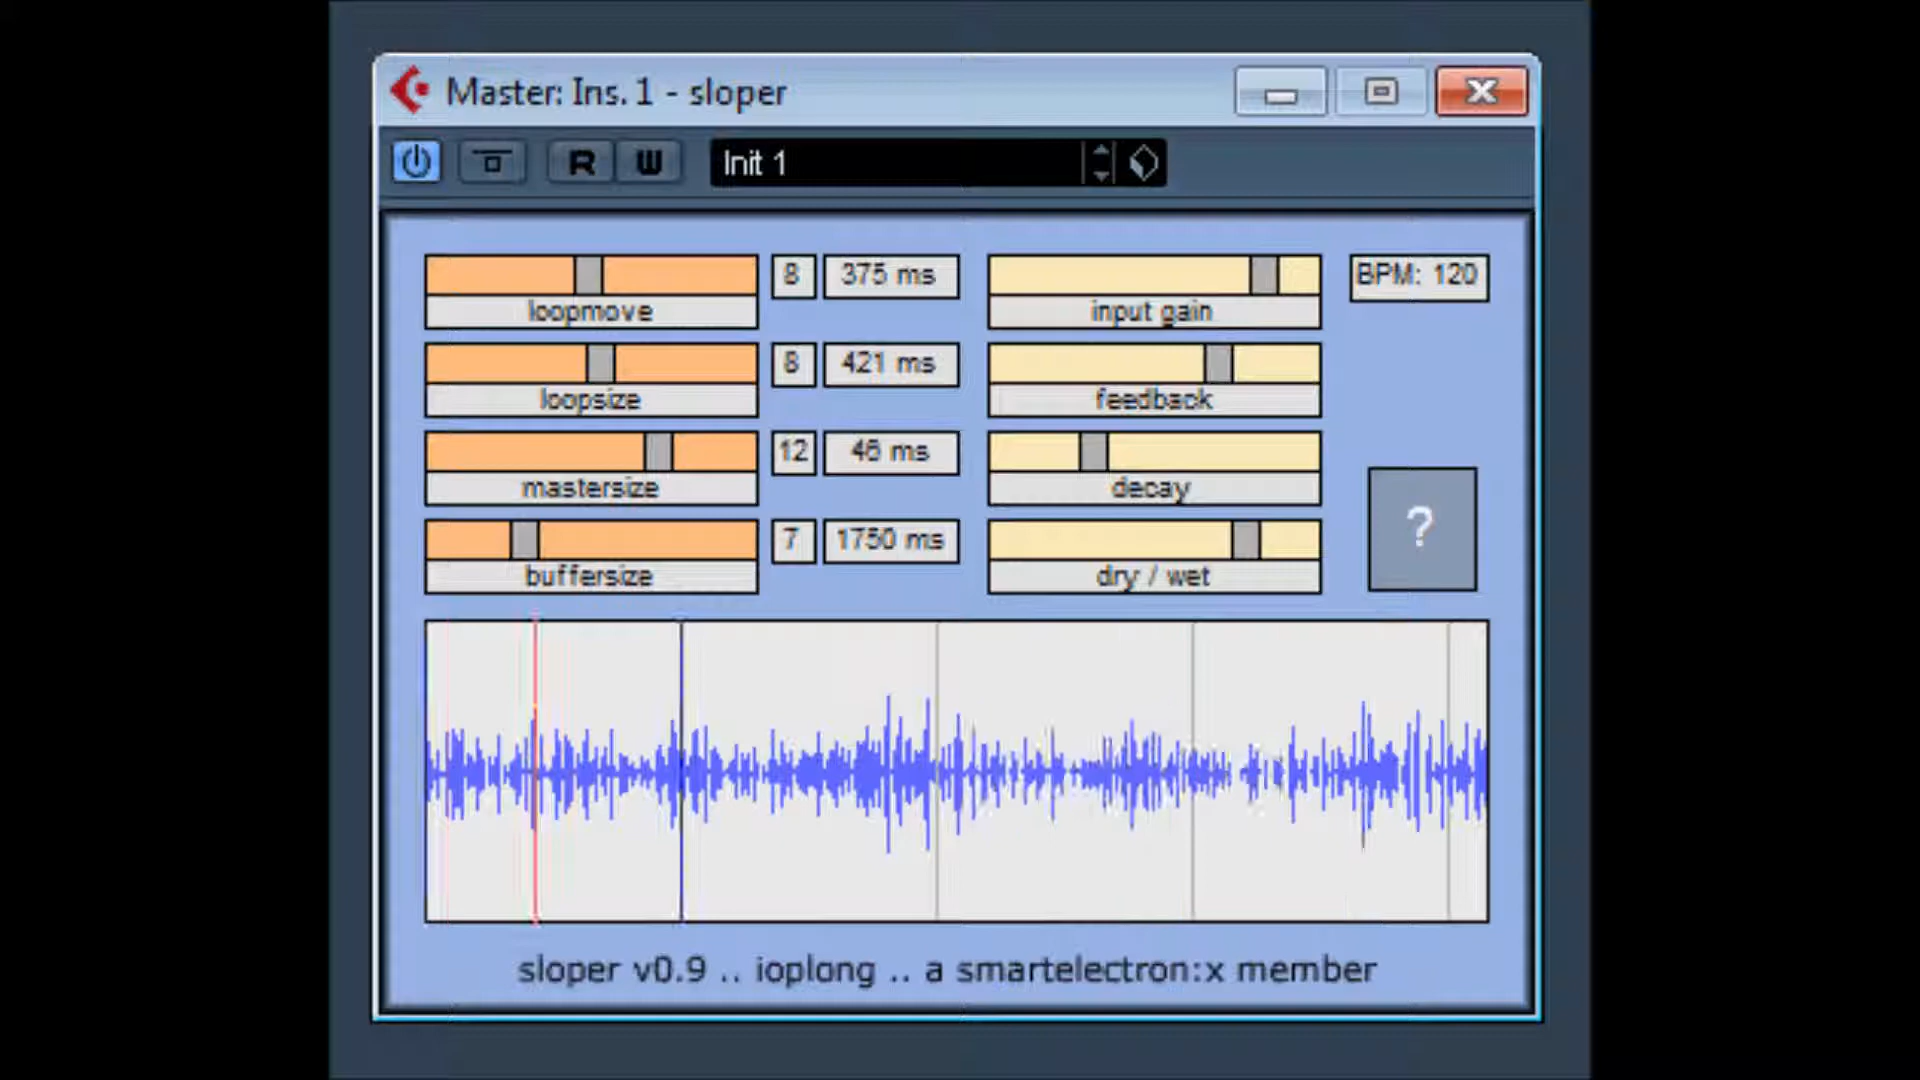 Master: Ins. 1 - sloper
R W Init 1
loopmove 8 375 ms input gain BPM: 120
loopsize 8 421 ms feedback
mastersize 12 46 ms decay
buffersize 7 1750 ms dry / wet
?
sloper v0.9 .. ioplong .. a smartelectron:x member